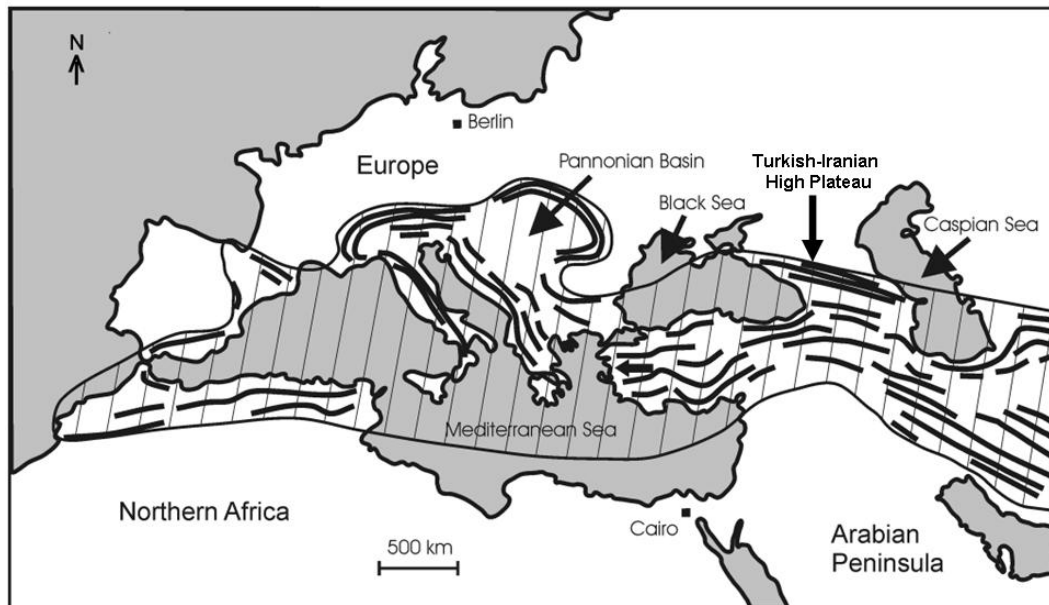 N
Berlin
Europe
Pannonian Basin
Turkish-Iranian
High Plateau
Black Sea
Caspian Sea
Mediterranean Sea
Northern Africa
Cairo
500 km
Arabian
Peninsula